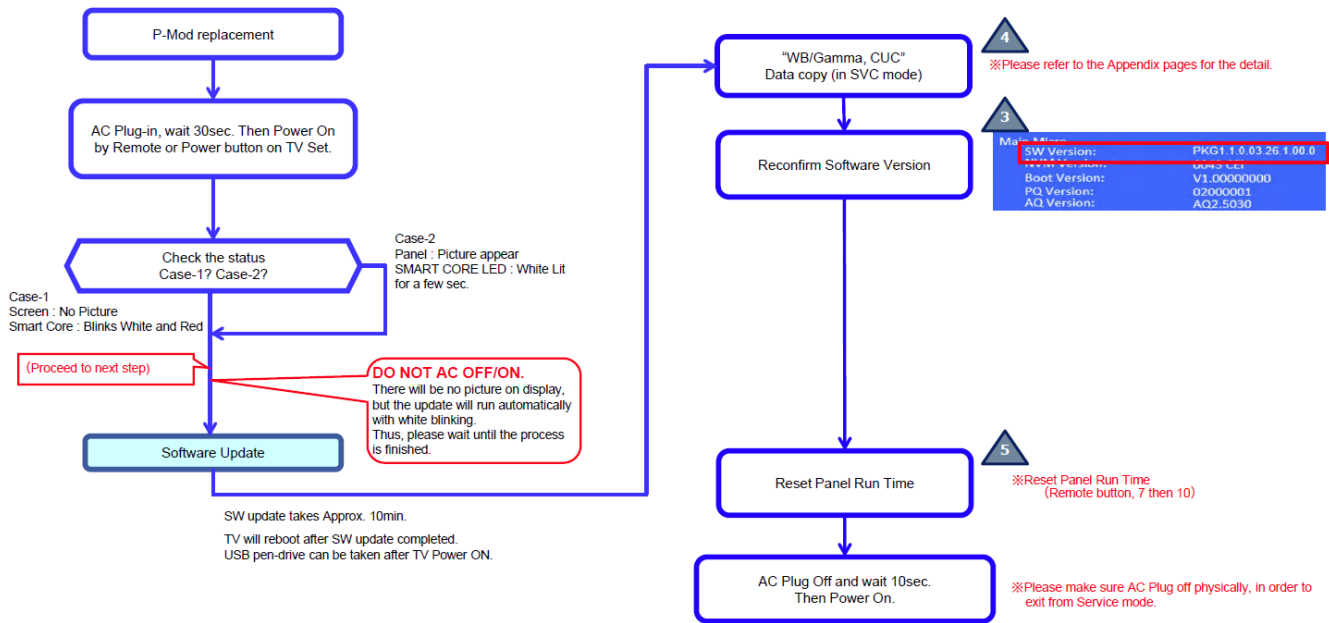 P-Mod replacement
AC Plug-in, wait 30sec. Then Power On
by Remote or Power button on TV Set.
Check the status
Case-1? Case-2?
Case-2
Panel : Picture appear
SMART CORE LED : White Lit
for a few sec.
Case-1
Screen : No Picture
Smart Core : Blinks White and Red
(Proceed to next step)
DO NOT AC OFF/ON.
There will be no picture on display,
but the update will run automatically
with white blinking.
Thus, please wait until the process
is finished.
Software Update
SW update takes Approx. 10min.
TV will reboot after SW update completed.
USB pen-drive can be taken after TV Power ON.
“WB/Gamma, CUC”
Data copy (in SVC mode)
4
※Please refer to the Appendix pages for the detail.
Reconfirm Software Version
3
Main Micro
SW Version: PKG1.1.0.03.26.1.00.0
NVM Version: 0045 CEI
Boot Version: V1.00000000
PQ Version: 02000001
AQ Version: AQ2.5030
Reset Panel Run Time
5
※Reset Panel Run Time
(Remote button, 7 then 10)
AC Plug Off and wait 10sec.
Then Power On.
※Please make sure AC Plug off physically, in order to
exit from Service mode.